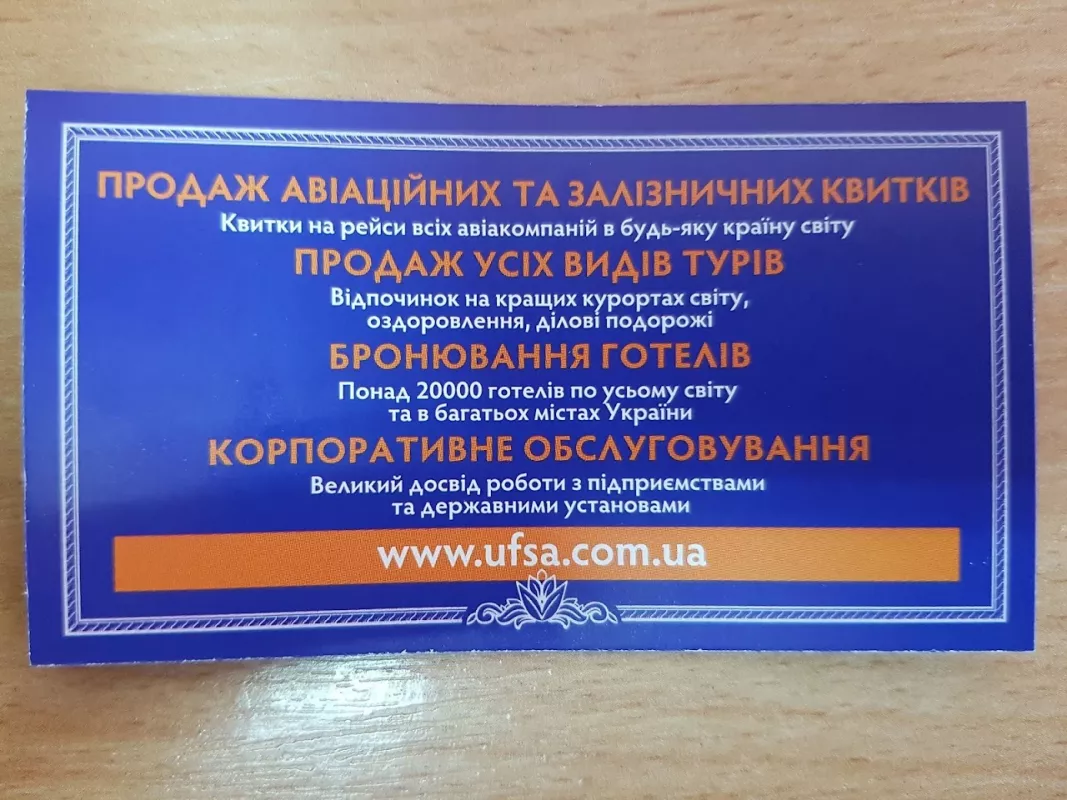 ПРОДАЖ АВІАЦІЙНИХ ТА ЗАЛІЗНИЧНИХ КВИТКІВ
Квитки на рейси всіх авіакомпаній в будь-яку країну світу
ПРОДАЖ УСІХ ВИДІВ ТУРІВ
Відпочинок на кращих курортах світу,
оздоровлення, ділові подорожі
БРОНЮВАННЯ ГОТЕЛІВ
Понад 20000 готелів по усьому світу
та в багатьох містах України
КОРПОРАТИВНЕ ОБСЛУГОВУВАННЯ
Великий досвід роботи з підприємствами
та державними установами
www.ufsa.com.ua